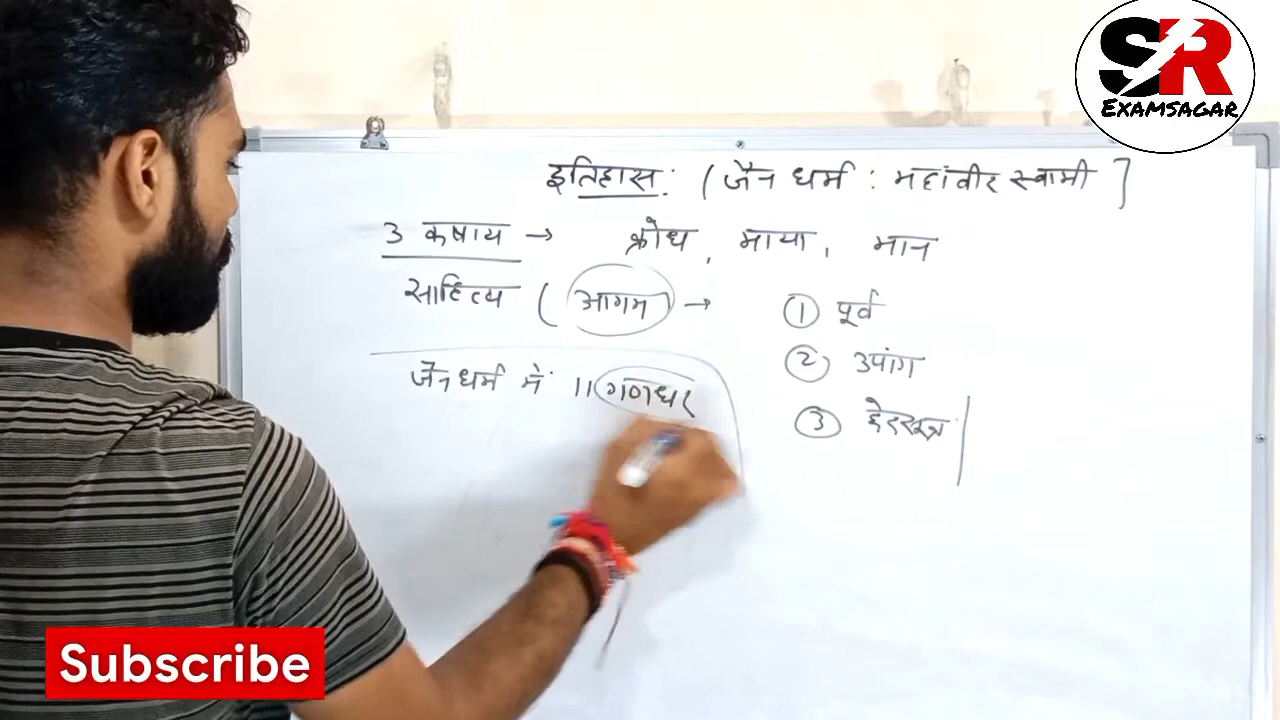 SR
EXAMSAGAR
इतिहास : ( जैन धर्म : महांवीर स्वामी ]
3 कषाय → क्रोध , माया , मान
साहित्य ( आगम →
① पूर्व
② उपांग
③ छेदसूत्र
जैन धर्म मे 11 गणधर
Subscribe